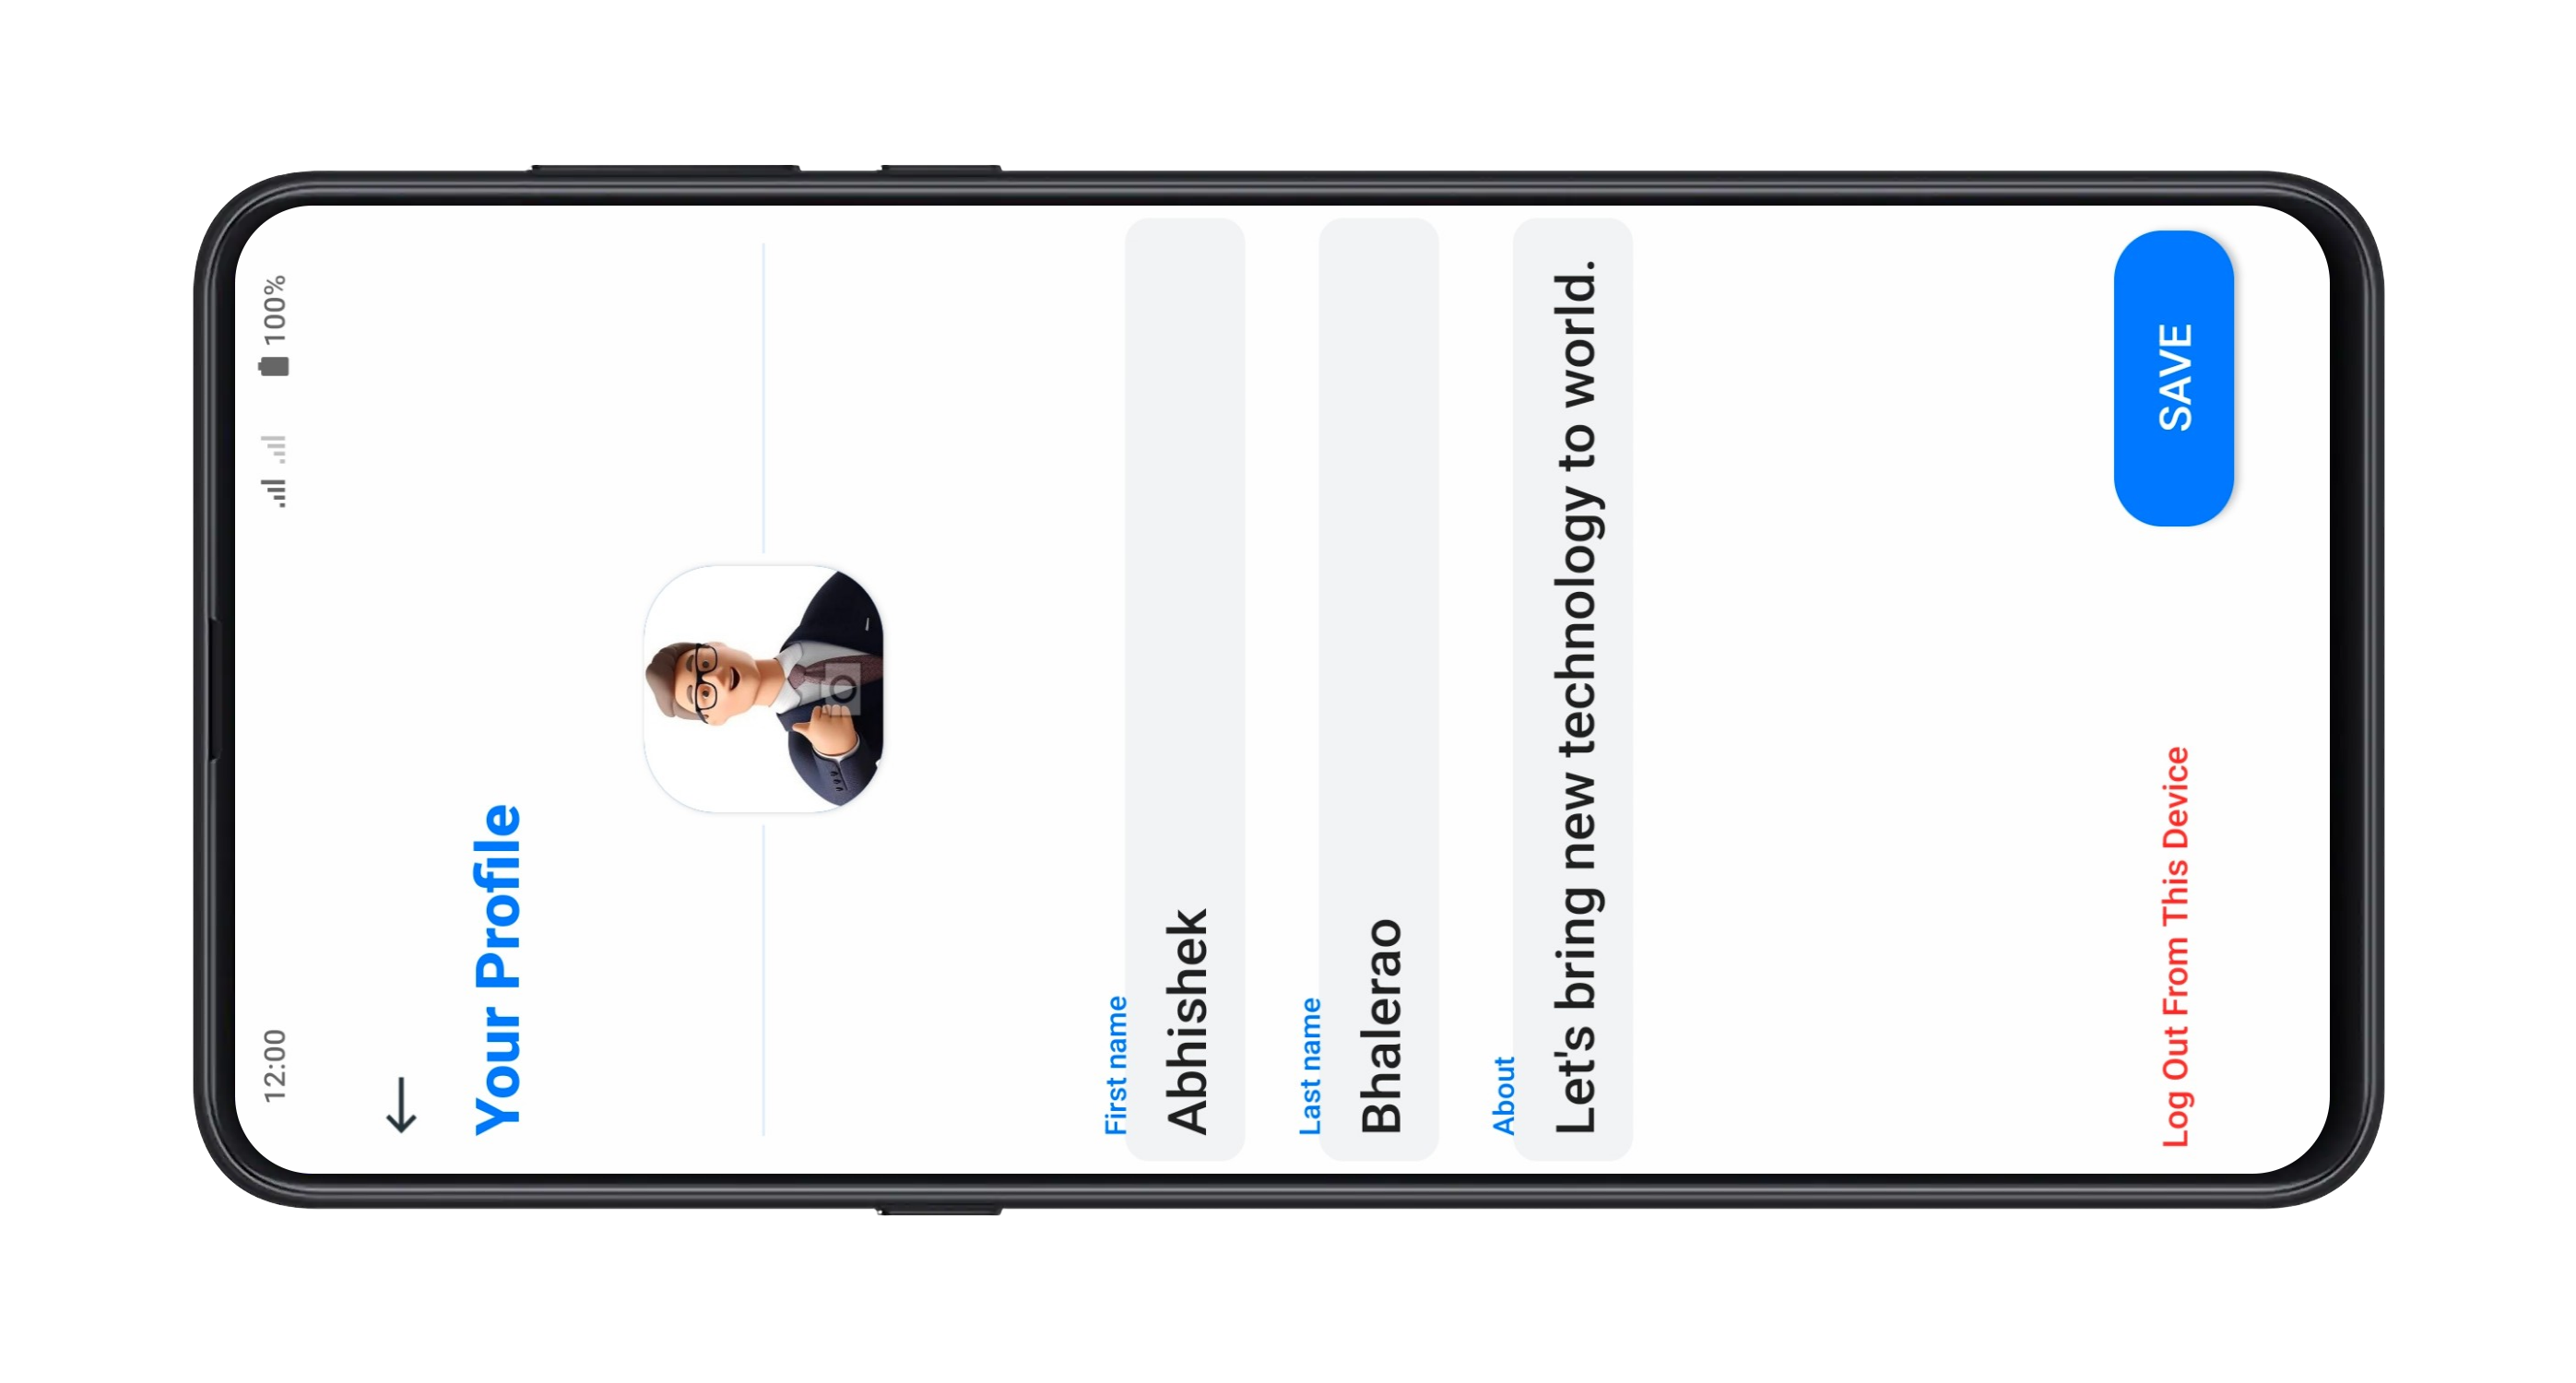 12:00 100%
Your Profile
First name
Abhishek
Last name
Bhalerao
About
Let's bring new technology to world.
Log Out From This Device SAVE